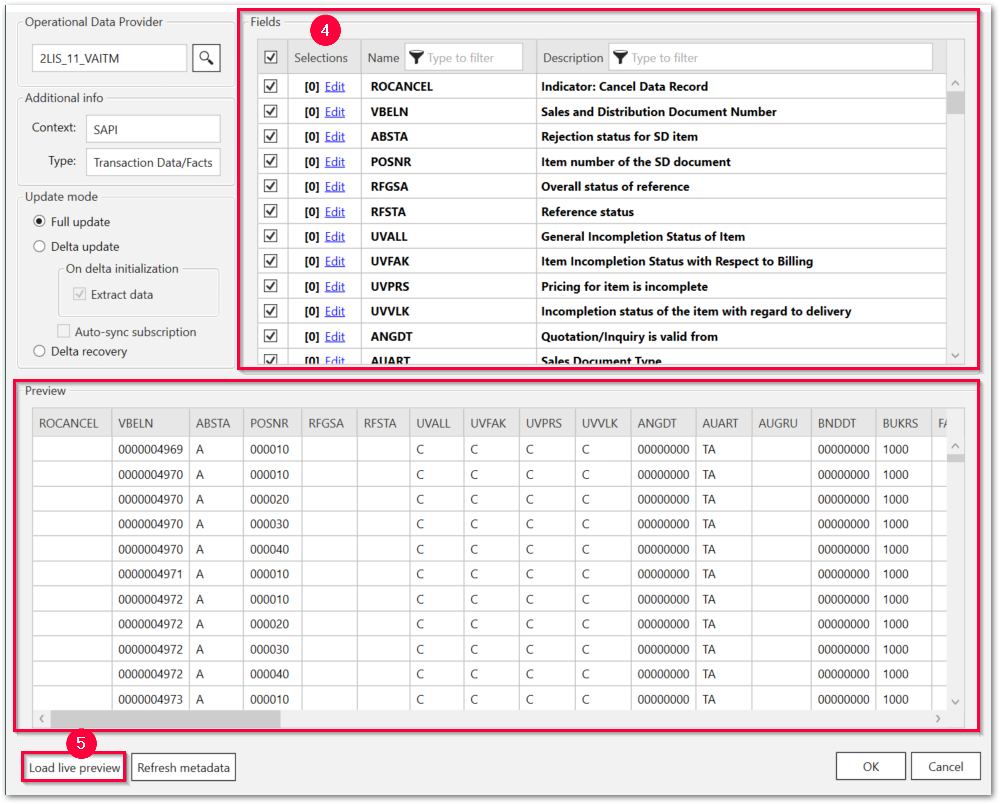 Operational Data Provider
2LIS_11_VAITM
Additional info
Context: SAPI
Type: Transaction Data/Facts
Update mode
Full update
Delta update
On delta initialization
Extract data
Auto-sync subscription
Delta recovery
Fields
4
Selections Name Type to filter Description Type to filter
[0] Edit ROCANCEL Indicator: Cancel Data Record
[0] Edit VBELN Sales and Distribution Document Number
[0] Edit ABSTA Rejection status for SD item
[0] Edit POSNR Item number of the SD document
[0] Edit RFGSA Overall status of reference
[0] Edit RFSTA Reference status
[0] Edit UVALL General Incompletion Status of Item
[0] Edit UVFAK Item Incompletion Status with Respect to Billing
[0] Edit UVPRS Pricing for item is incomplete
[0] Edit UVVLK Incompletion status of the item with regard to delivery
[0] Edit ANGDT Quotation/Inquiry is valid from
[0] Edit AUART Sales Document Type
Preview
ROCANCEL VBELN ABSTA POSNR RFGSA RFSTA UVALL UVFAK UVPRS UVVLK ANGDT AUART AUGRU BNDDT BUKRS
0000004969 A 000010 C C C C 00000000 TA 00000000 1000
0000004970 A 000010 C C C C 00000000 TA 00000000 1000
0000004970 A 000020 C C C C 00000000 TA 00000000 1000
0000004970 A 000030 C C C C 00000000 TA 00000000 1000
0000004970 A 000040 C C C C 00000000 TA 00000000 1000
0000004971 A 000010 C C C C 00000000 TA 00000000 1000
0000004972 A 000010 C C C C 00000000 TA 00000000 1000
0000004972 A 000020 C C C C 00000000 TA 00000000 1000
0000004972 A 000030 C C C C 00000000 TA 00000000 1000
0000004972 A 000040 C C C C 00000000 TA 00000000 1000
0000004973 A 000010 C C C C 00000000 TA 00000000 1000
5
Load live preview Refresh metadata OK Cancel